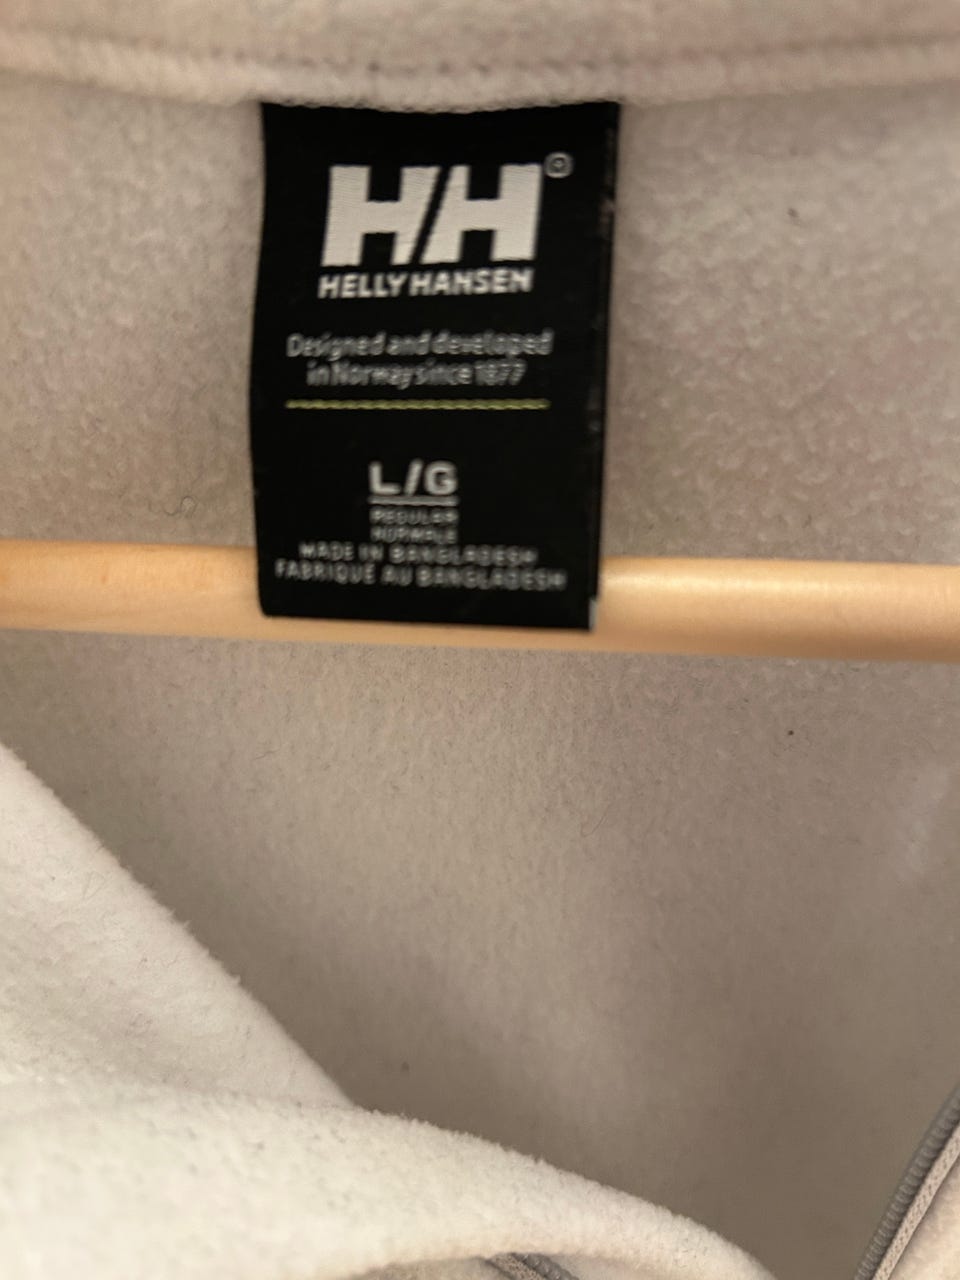 HH®
HELLY HANSEN
Designed and developed
in Norway since 1877
L/G
REGULAR
NORMALE
MADE IN BANGLADESH
FABRIQUÉ AU BANGLADESH